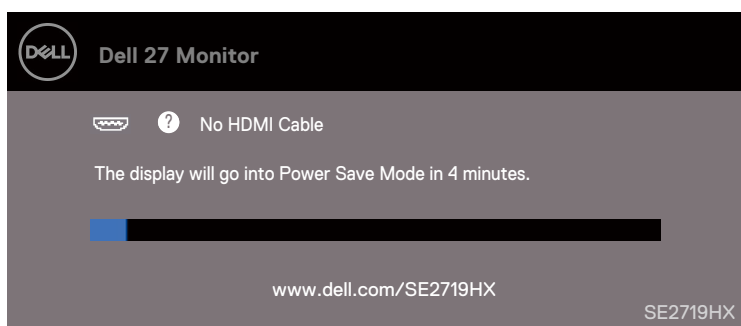 DELL
Dell 27 Monitor
? No HDMI Cable
The display will go into Power Save Mode in 4 minutes.
www.dell.com/SE2719HX
SE2719HX